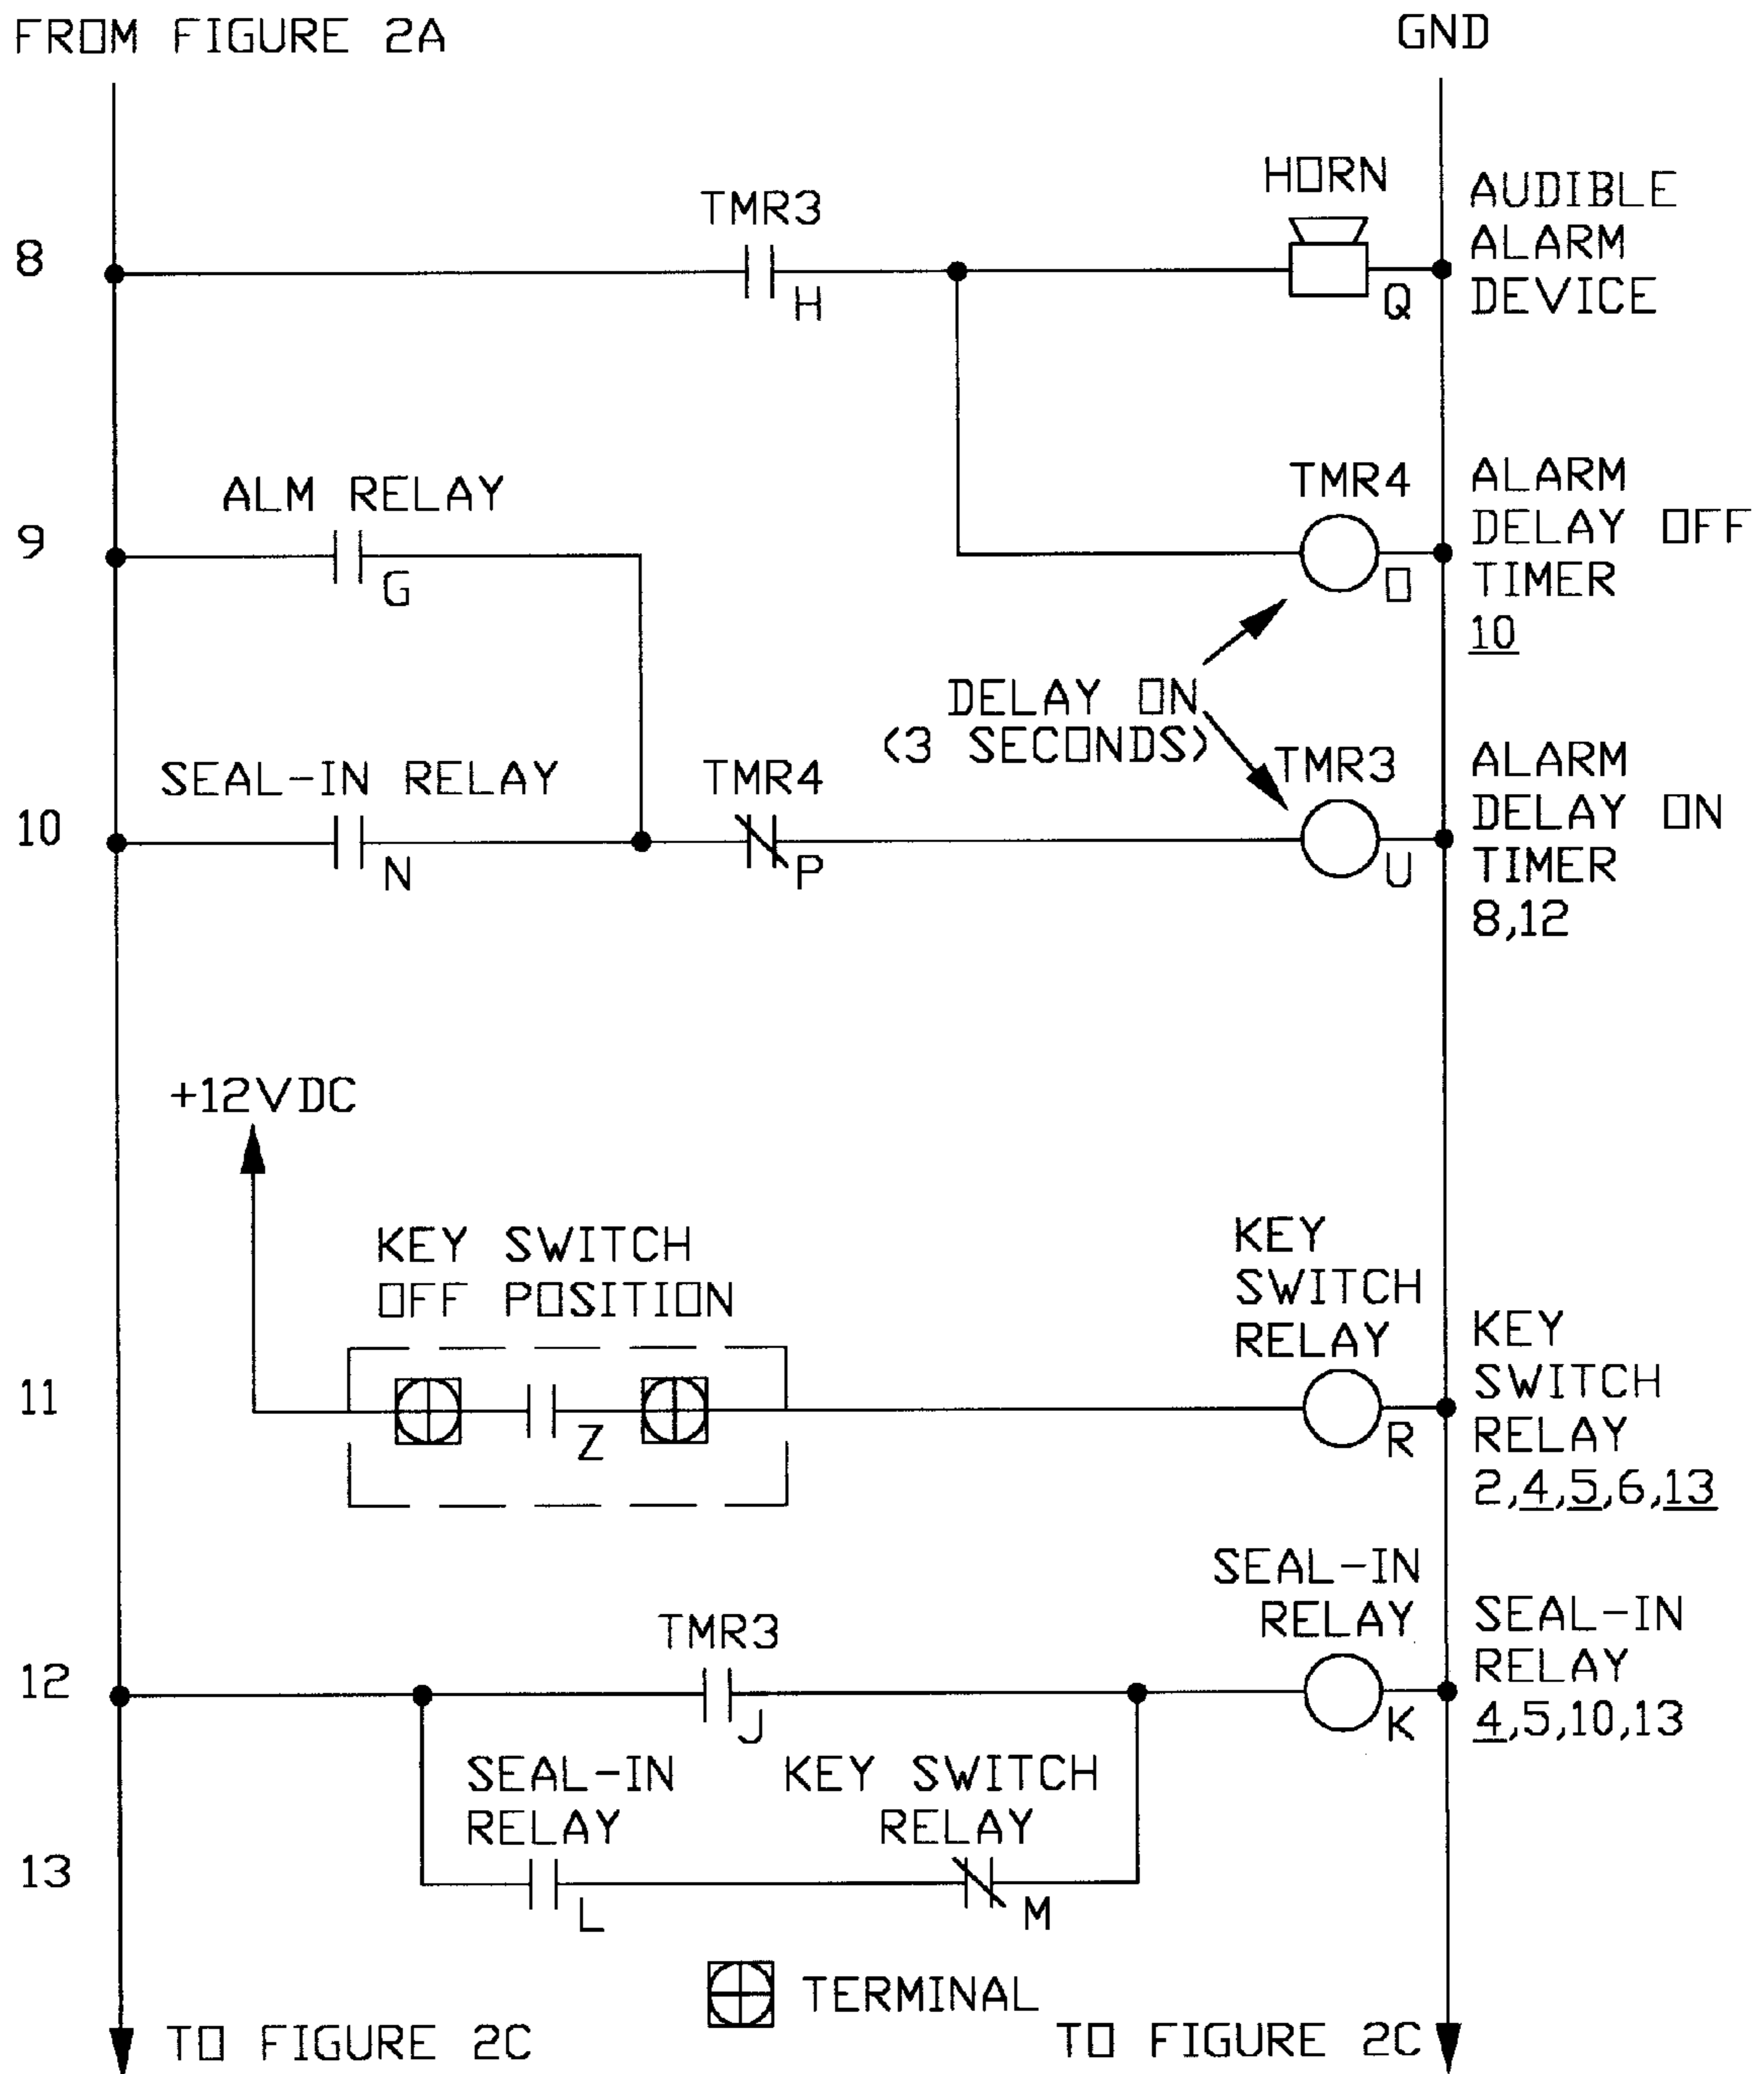 FROM FIGURE 2A
GND
HORN
AUDIBLE
ALARM
DEVICE
TMR3
8
H
Q
ALM RELAY
TMR4
ALARM
DELAY OFF
TIMER
10
9
G
O
DELAY ON
(3 SECONDS)
SEAL-IN RELAY
TMR4
TMR3
ALARM
DELAY ON
TIMER
8,12
10
N
P
U
+12VDC
KEY SWITCH
OFF POSITION
KEY
SWITCH
RELAY
KEY
SWITCH
RELAY
2,4,5,6,13
11
Z
R
SEAL-IN
RELAY
SEAL-IN
RELAY
4,5,10,13
TMR3
12
J
K
SEAL-IN
RELAY
KEY SWITCH
RELAY
13
L
M
TERMINAL
TO FIGURE 2C
TO FIGURE 2C